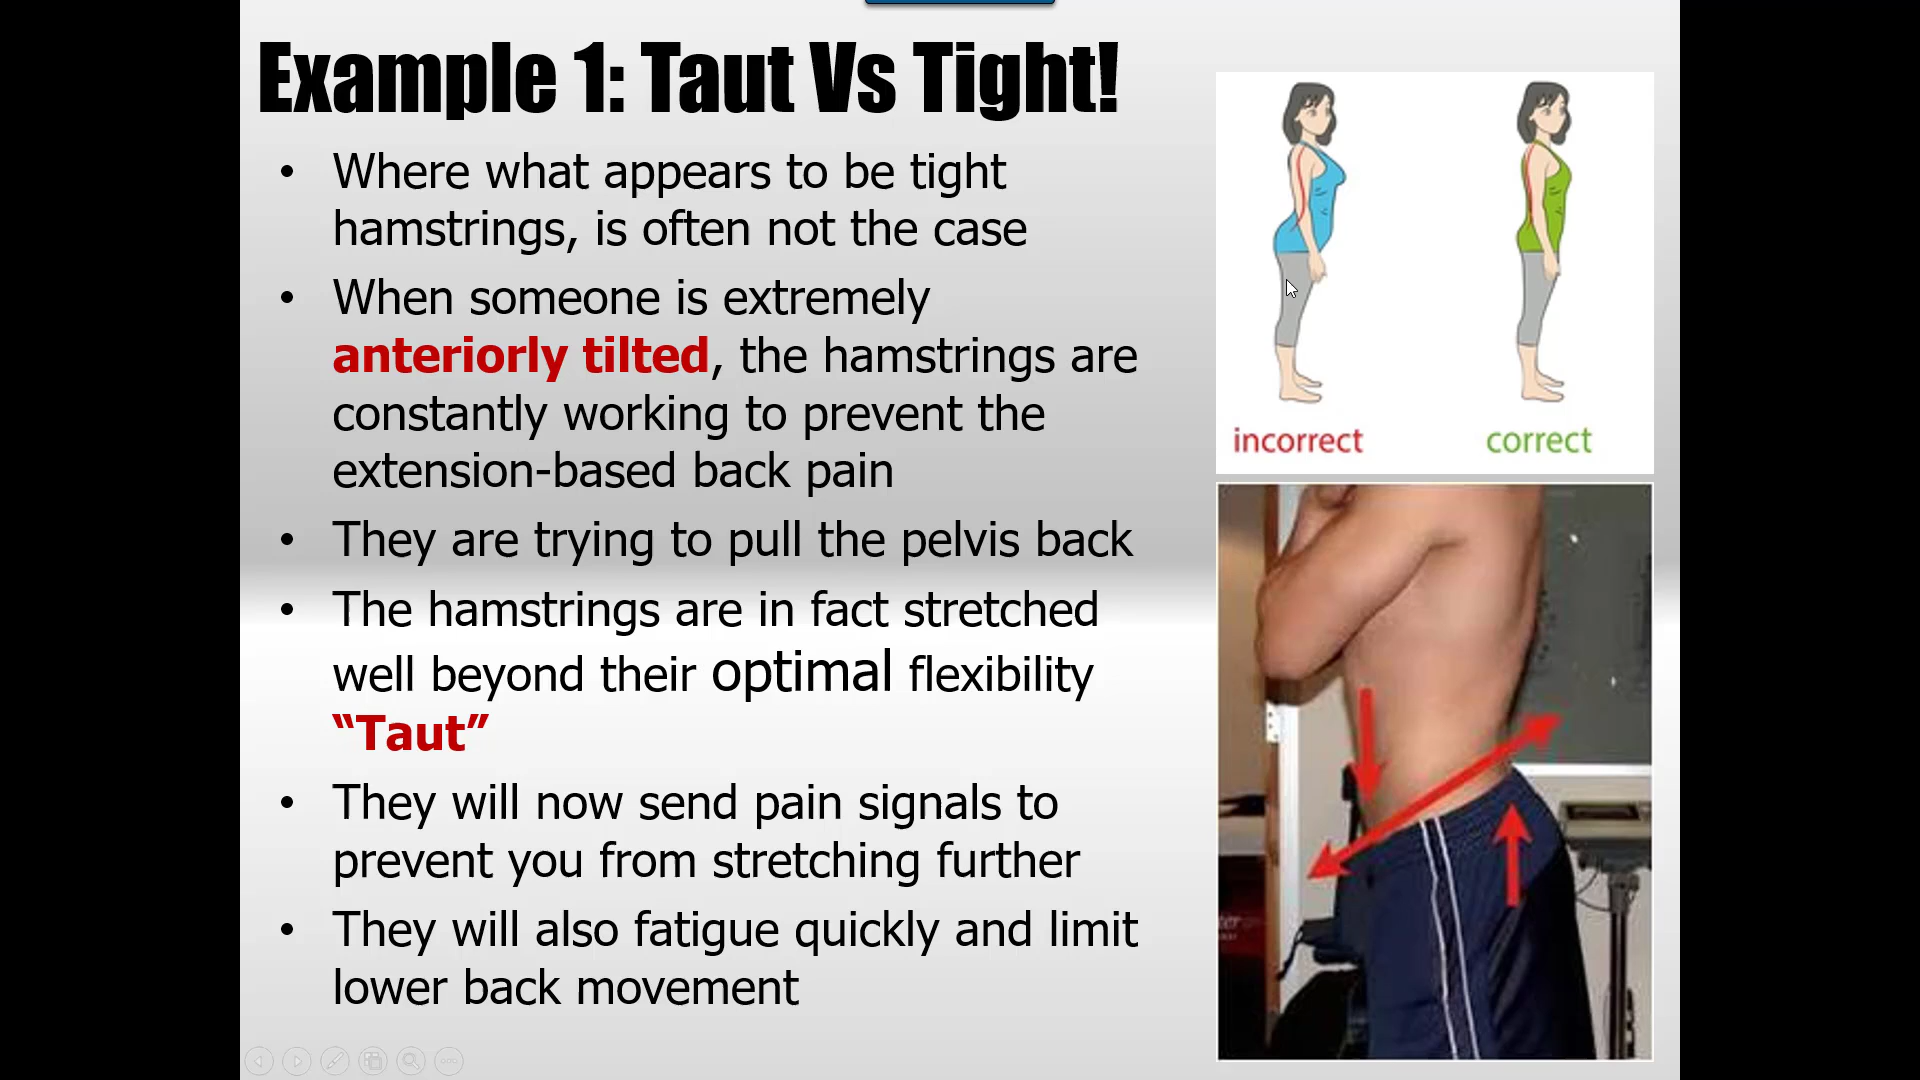 Example 1: Taut Vs Tight!
• Where what appears to be tight
hamstrings, is often not the case
• When someone is extremely
anteriorly tilted, the hamstrings are
constantly working to prevent the
extension-based back pain
• They are trying to pull the pelvis back
• The hamstrings are in fact stretched
well beyond their optimal flexibility
“Taut”
• They will now send pain signals to
prevent you from stretching further
• They will also fatigue quickly and limit
lower back movement
incorrect
correct